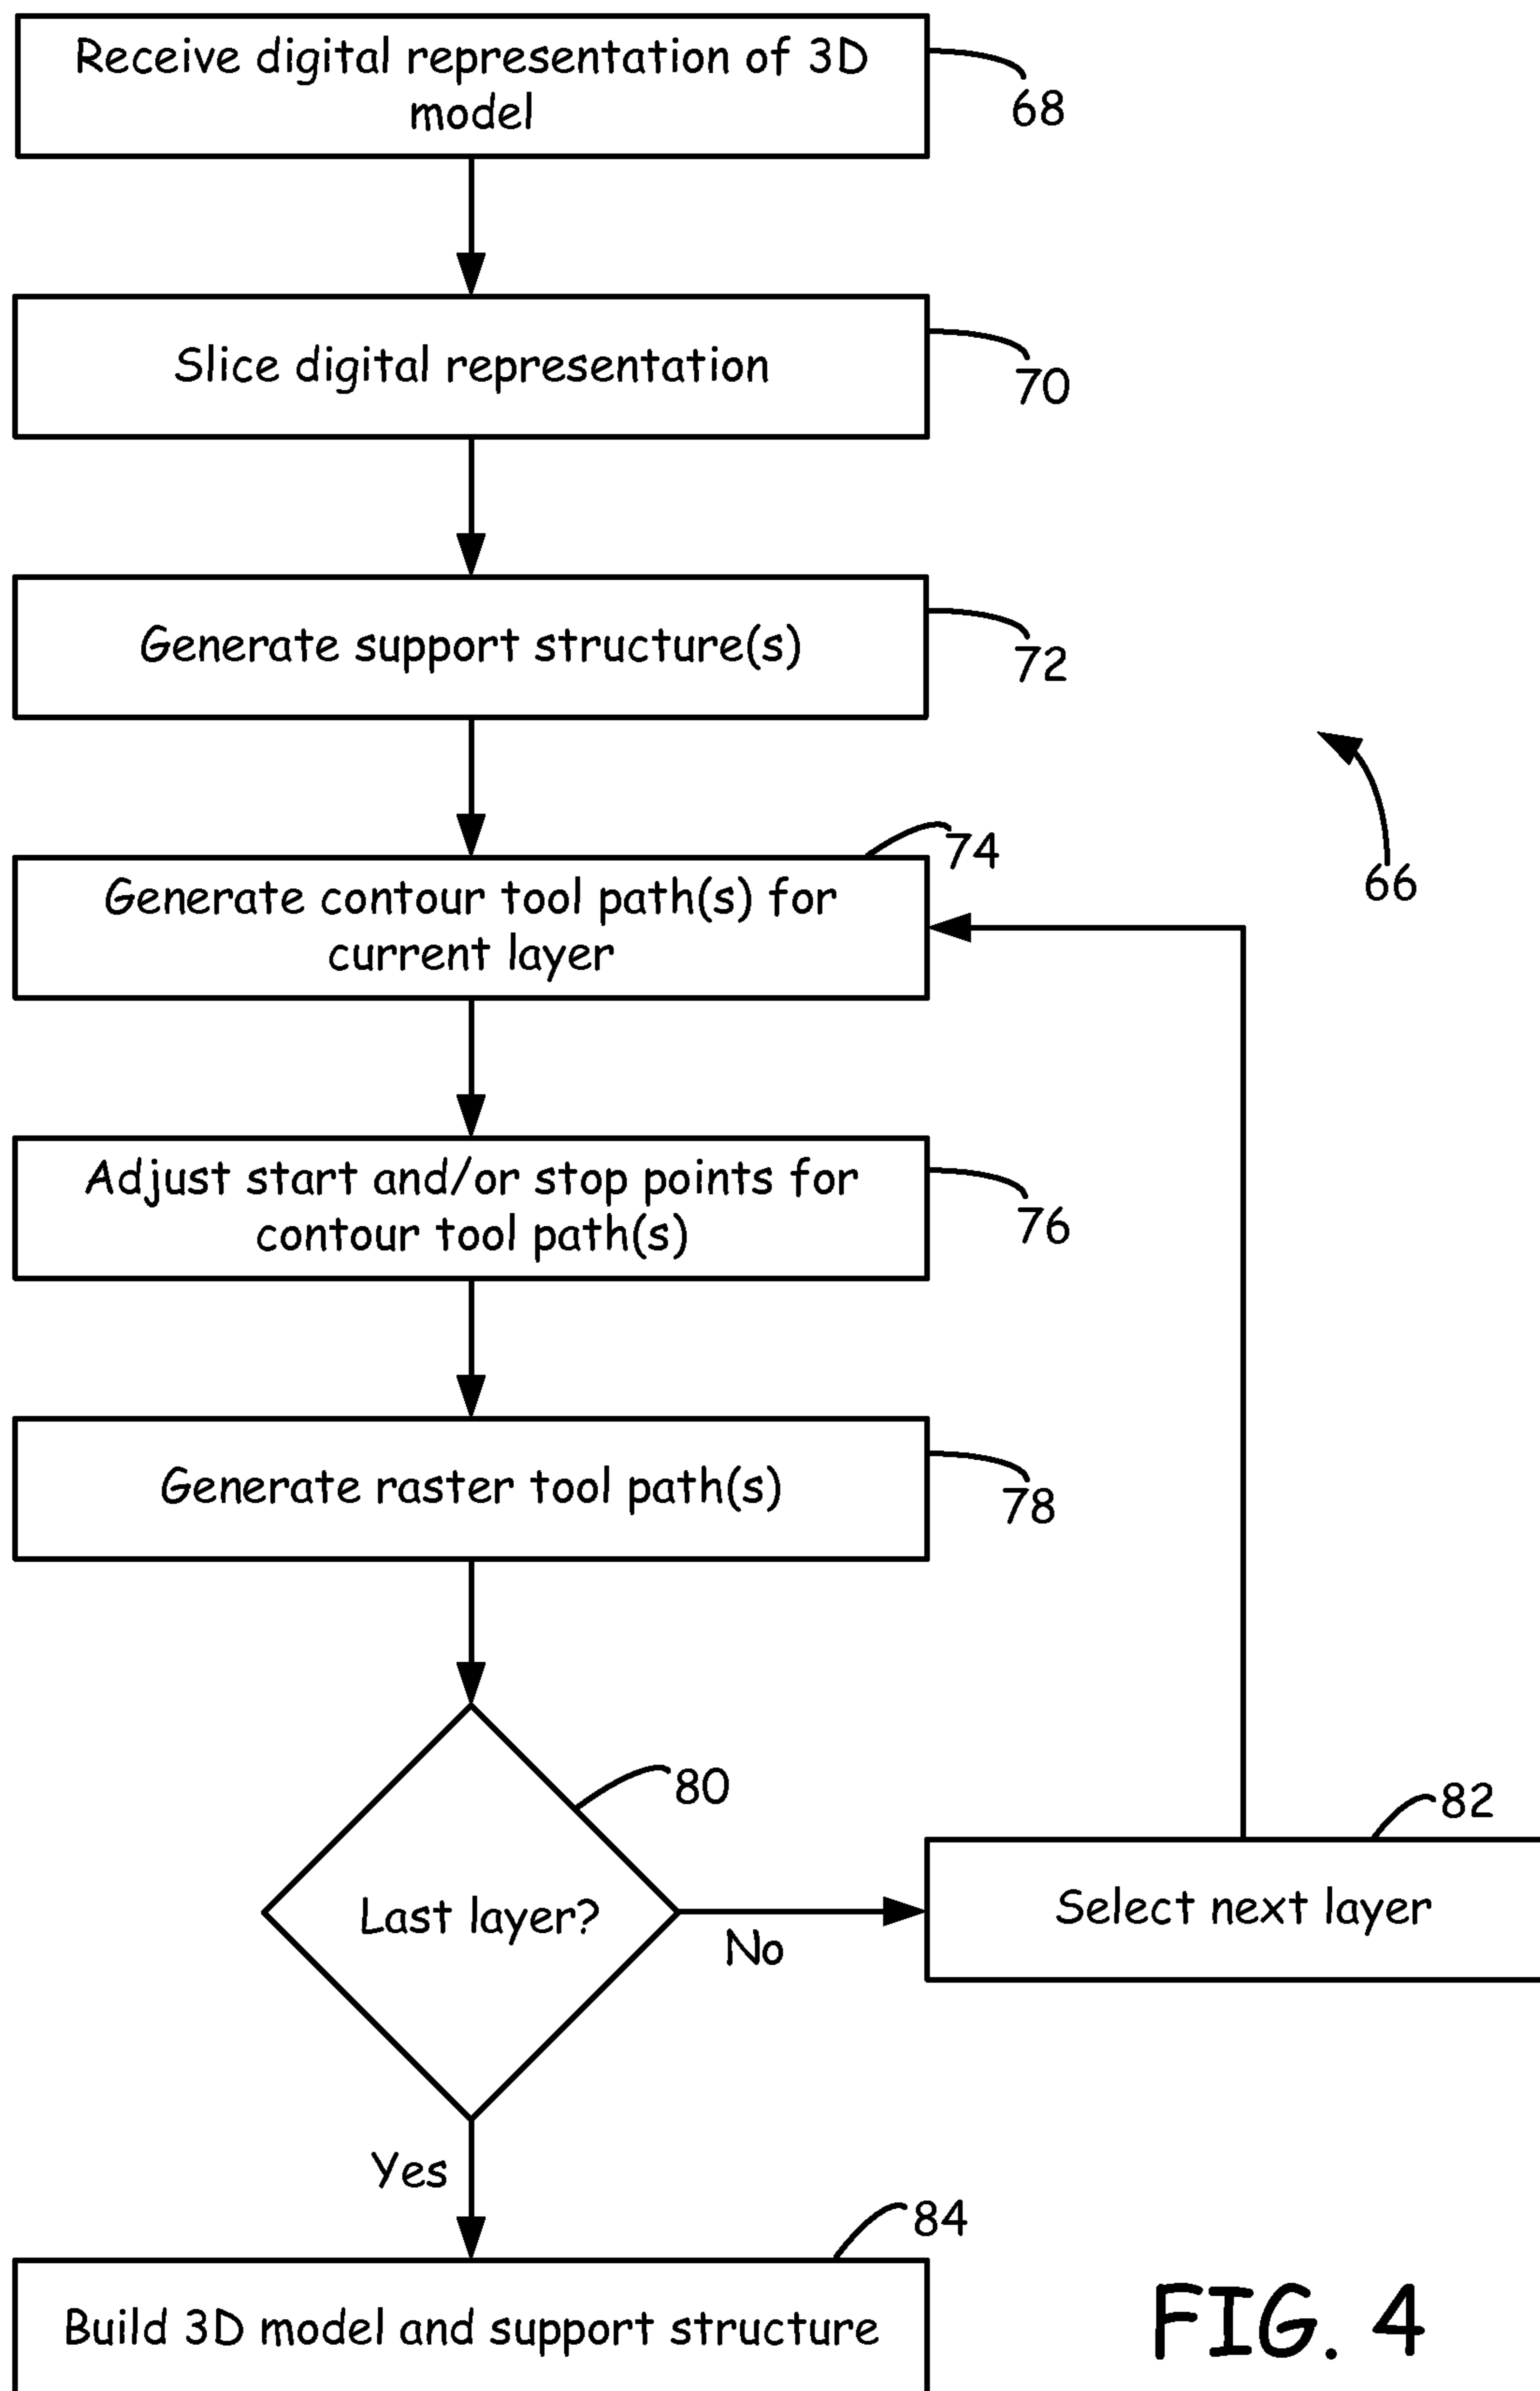 Receive digital representation of 3D
model
68
Slice digital representation
70
Generate support structure(s)
72
66
74
Generate contour tool path(s) for
current layer
Adjust start and/or stop points for
contour tool path(s)
76
Generate raster tool path(s)
78
80
82
Last layer?
No
Select next layer
Yes
84
Build 3D model and support structure
FIG. 4